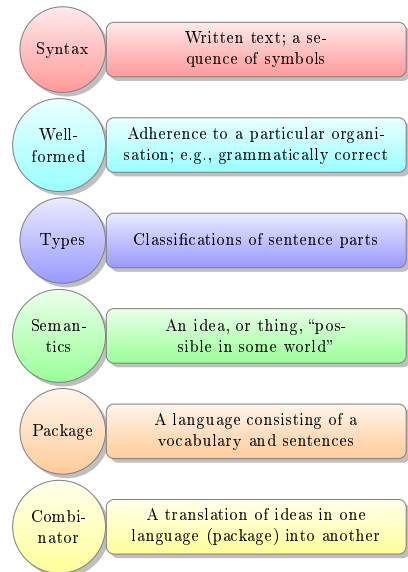 Syntax
Written text; a se-
quence of symbols
Well-
formed
Adherence to a particular organi-
sation; e.g., grammatically correct
Types
Classifications of sentence parts
Seman-
tics
An idea, or thing, “pos-
sible in some world”
Package
A language consisting of a
vocabulary and sentences
Combi-
nator
A translation of ideas in one
language (package) into another